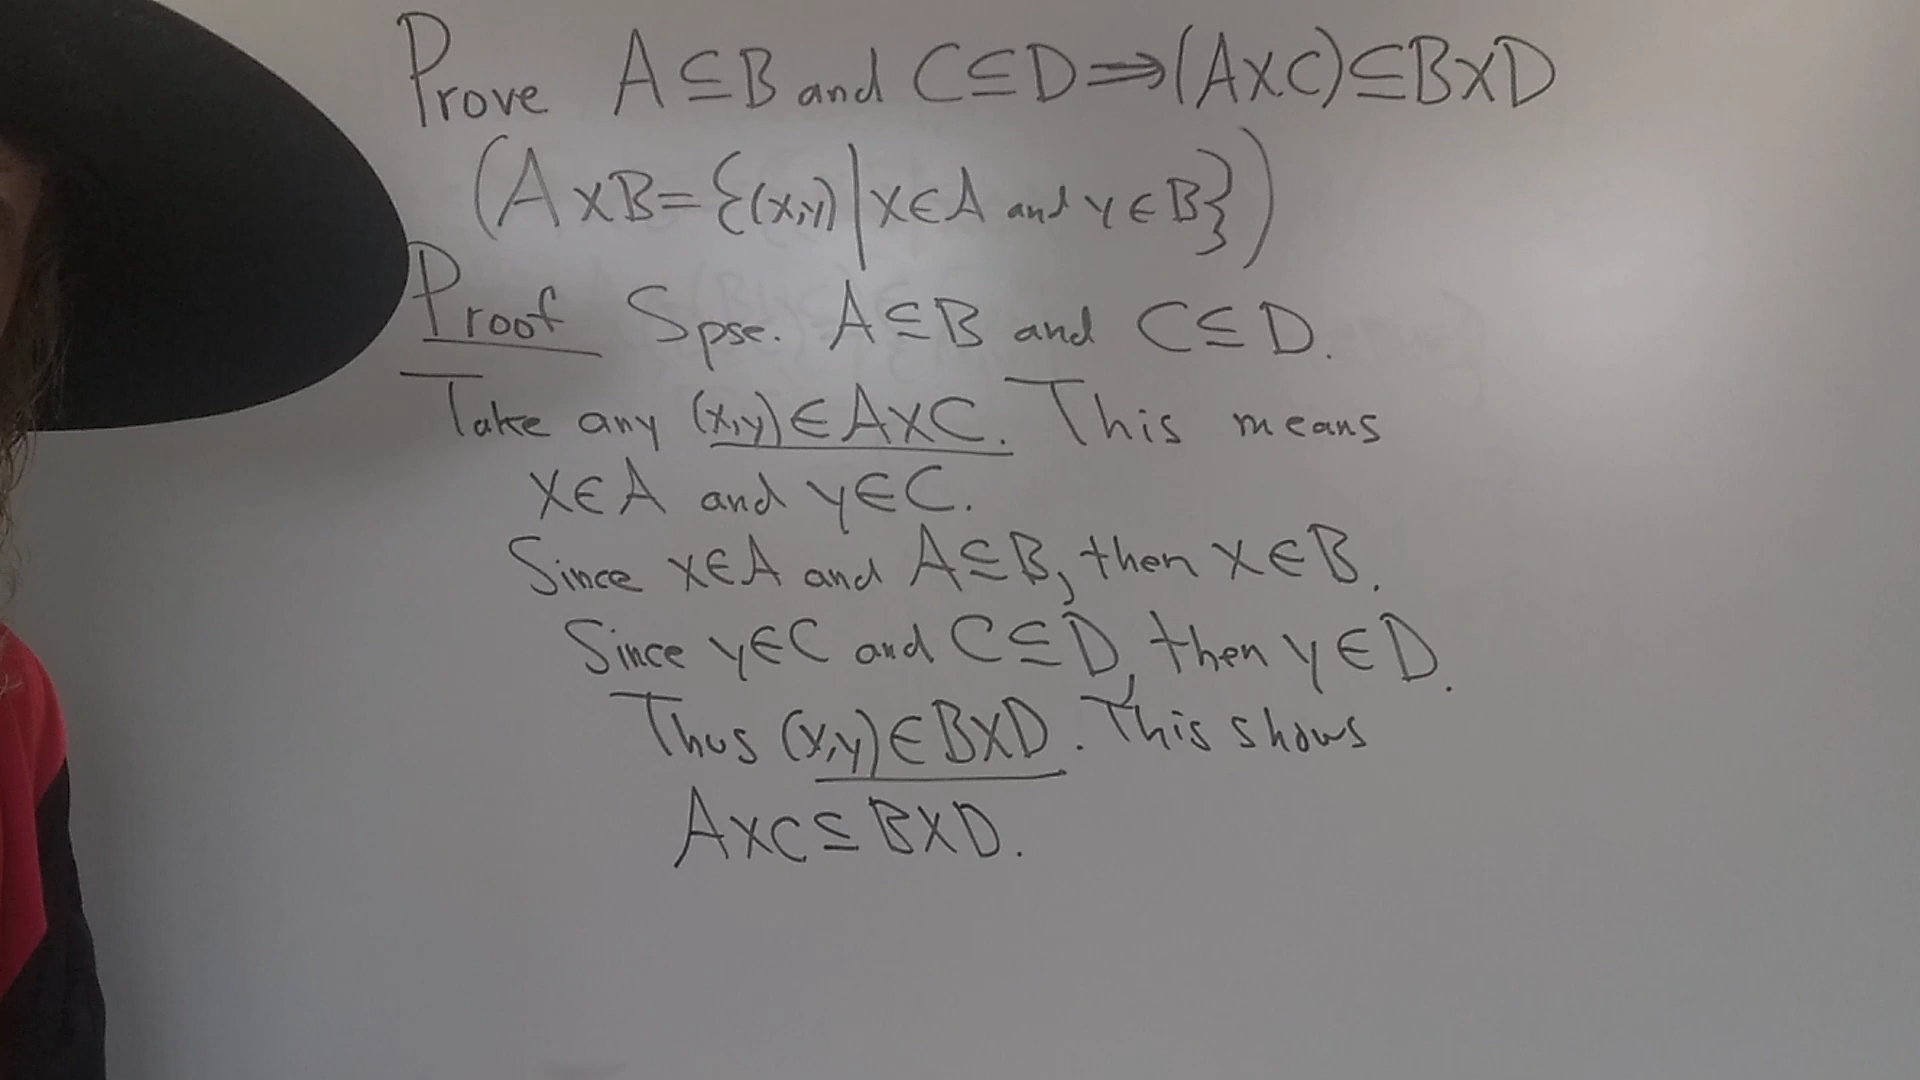 Prove A⊆B and C⊆D⇒(A×C)⊆B×D
(A×B={(x,y)|x∈A and y∈B})
Proof Spse. A⊆B and C⊆D.
Take any (x,y)∈A×C. This means
x∈A and y∈C.
Since x∈A and A⊆B, then x∈B.
Since y∈C and C⊆D, then y∈D.
Thus (x,y)∈B×D. This shows
A×C⊆B×D.